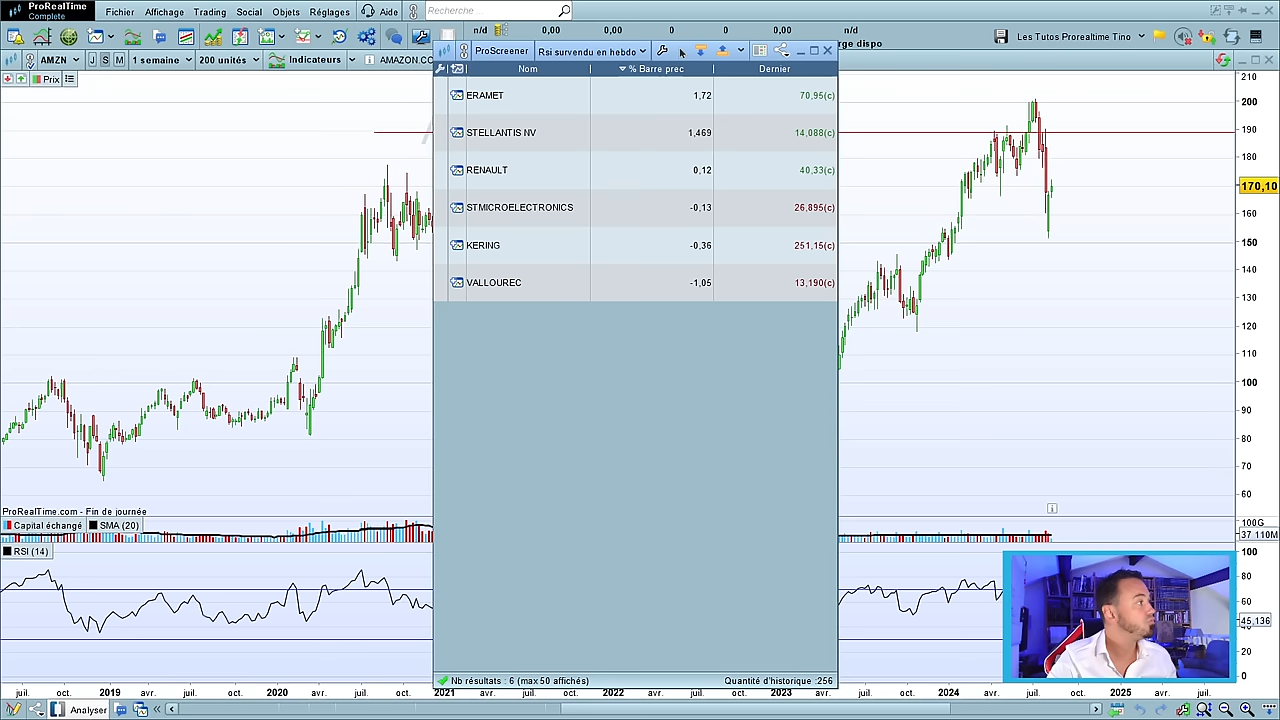 ProRealTime
Complete
Fichier Affichage Trading Social Objets Réglages Aide
Recherche ...
n/d 0,00 0,00 0 0 0,00 n/d
Les Tutos Prorealtime Tino
ProScreener Rsi survendu en hebdo
rge dispo
AMZN J S M 1 semaine 200 unités Indicateurs AMAZON CO
Prix
Nom % Barre prec Dernier
ERAMET 1,72 70,95(c)
STELLANTIS NV 1,469 14,088(c)
RENAULT 0,12 40,33(c)
STMICROELECTRONICS -0,13 26,895(c)
KERING -0,36 251,15(c)
VALLOUREC -1,05 13,190(c)
210
200
190
180
170,10
160
150
140
130
120
110
100
90
80
70
60
ProRealTime.com - Fin de journée
Capital échangé SMA (20)
100G
37 110M
RSI (14)
100
80
60
45,136
20
0
Nb résultats : 6 (max 50 affichés) Quantité d'historique :256
juil. oct. 2019 avr. juil. oct. 2020 avr. juil. oct. 2021 avr. juil. oct. 2022 avr. juil. oct. 2023 avr. juil. oct. 2024 avr. juil. oct. 2025 avr. juil.
Analyser